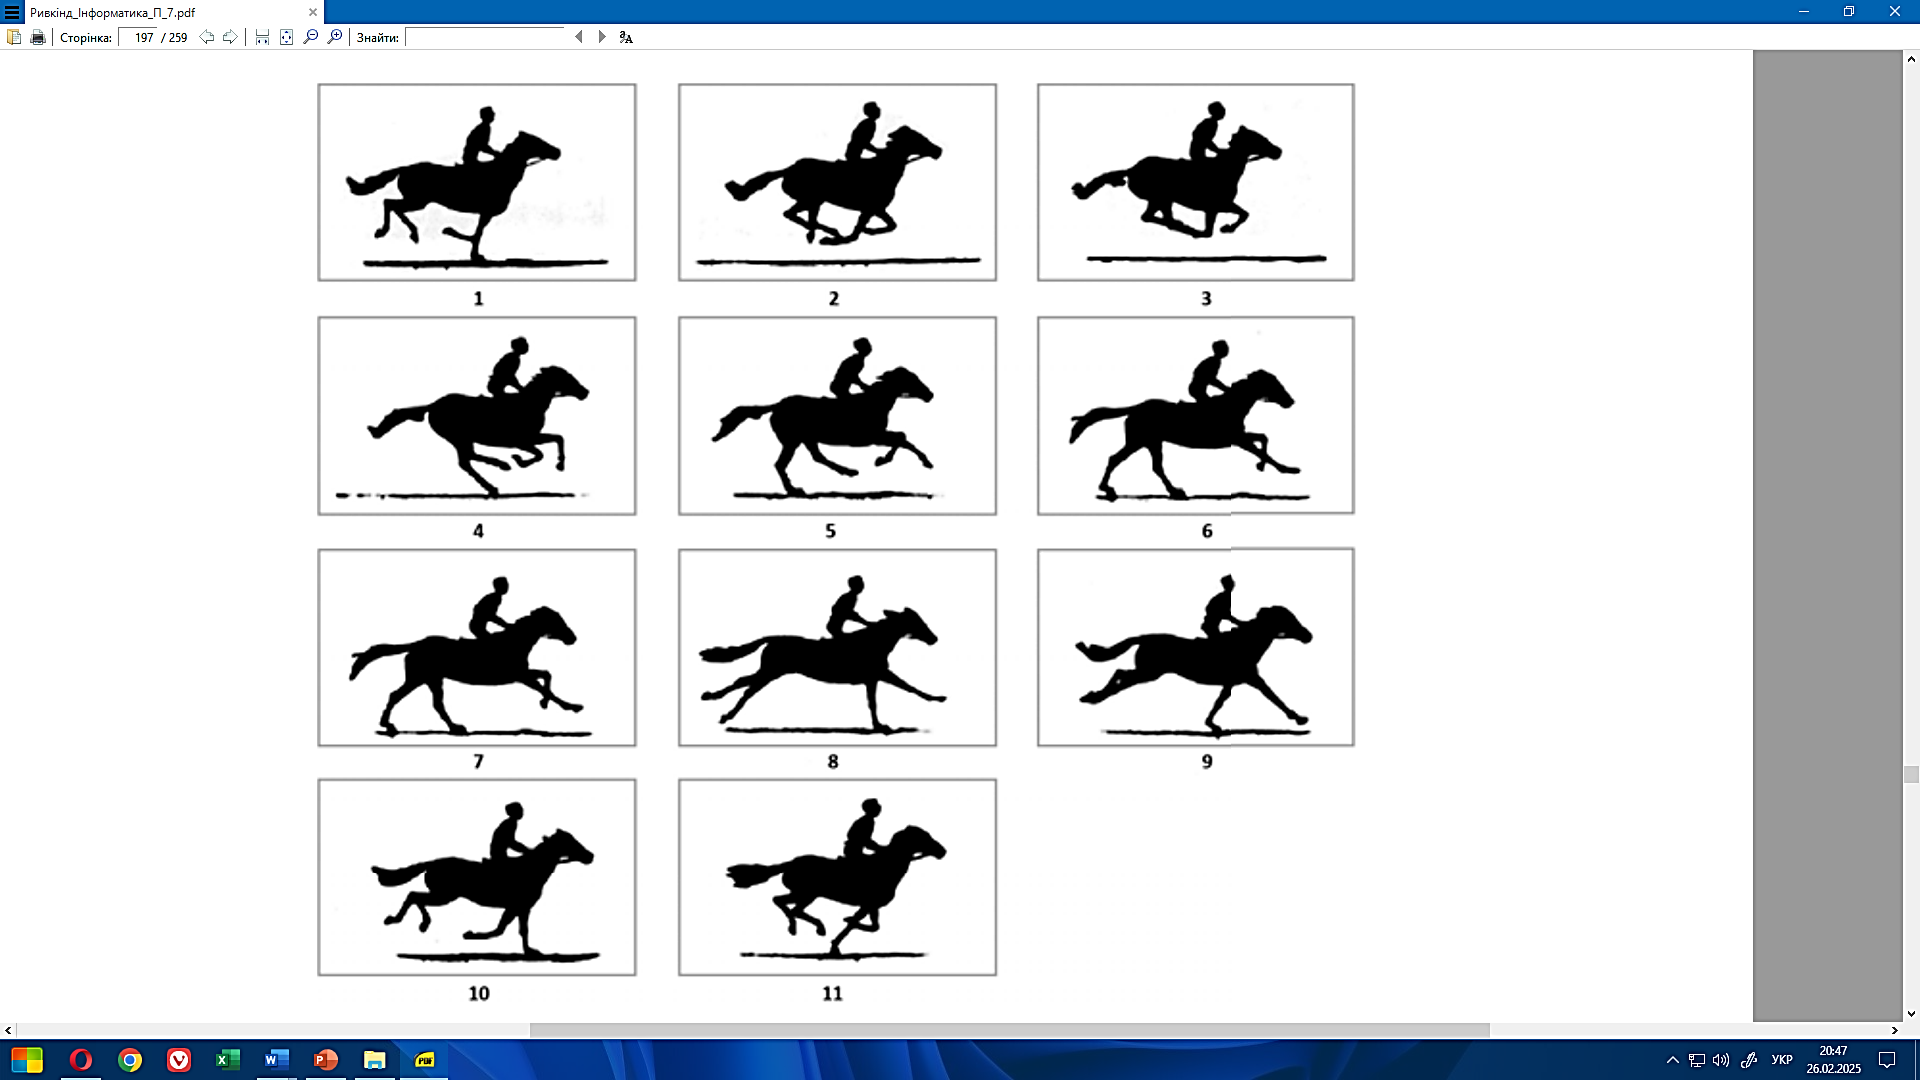 Ривкінд_Інформатика_П_7.pdf
Сторінка: 197 / 259 Знайти:
1 2 3
4 5 6
7 8 9
10 11
УКР 20:47
26.02.2025